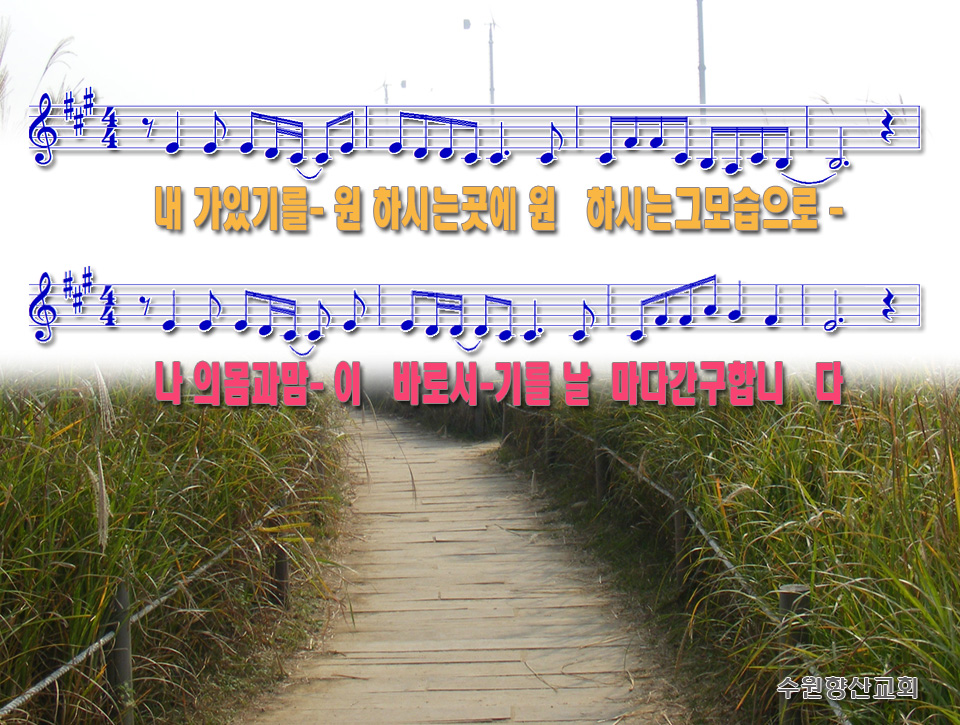 내 가있기를- 원 하시는곳에 원 하시는그모습으로 -
나 의몸과맘- 이 바로서-기를 날 마다간구합니 다
수원향산교회